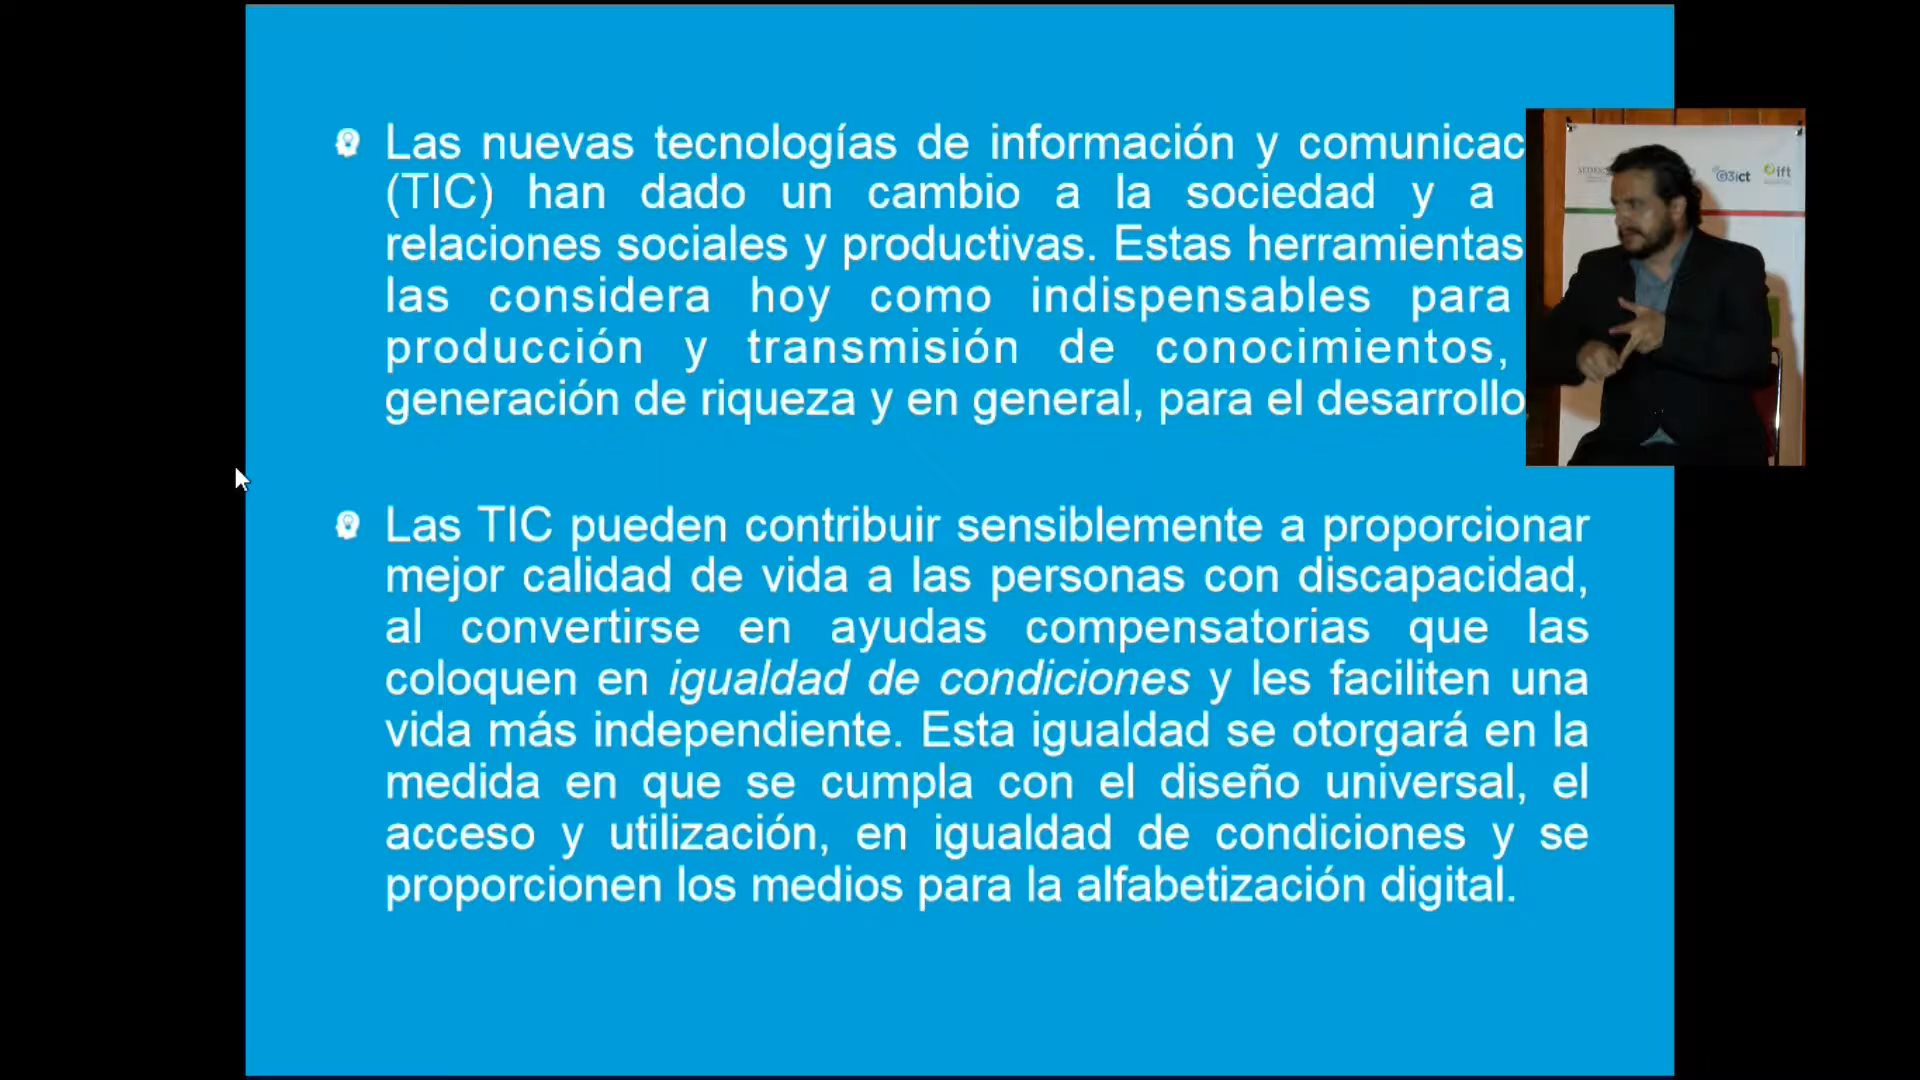 Las nuevas tecnologías de información y comunicac
(TIC) han dado un cambio a la sociedad y a
relaciones sociales y productivas. Estas herramientas
las considera hoy como indispensables para
producción y transmisión de conocimientos,
generación de riqueza y en general, para el desarrollo
G3ict
ift
Las TIC pueden contribuir sensiblemente a proporcionar
mejor calidad de vida a las personas con discapacidad,
al convertirse en ayudas compensatorias que las
coloquen en igualdad de condiciones y les faciliten una
vida más independiente. Esta igualdad se otorgará en la
medida en que se cumpla con el diseño universal, el
acceso y utilización, en igualdad de condiciones y se
proporcionen los medios para la alfabetización digital.